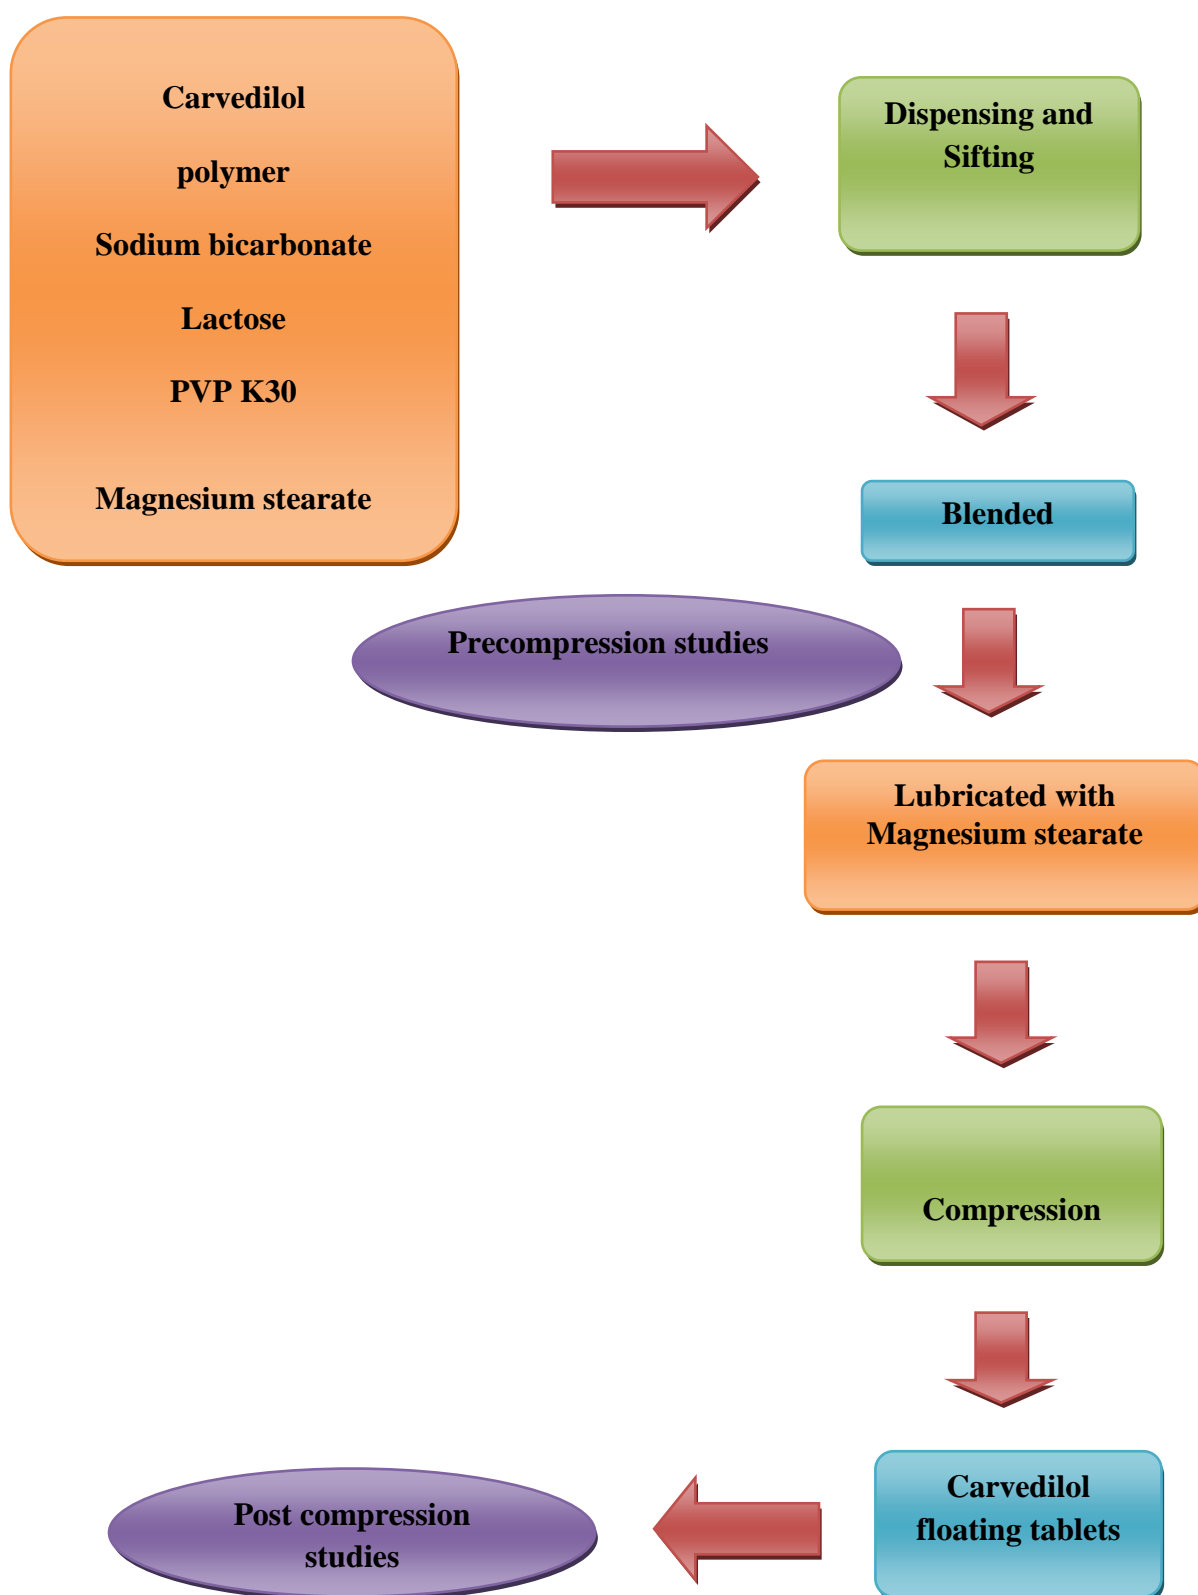 Carvedilol
polymer
Sodium bicarbonate
Lactose
PVP K30
Magnesium stearate
Dispensing and
Sifting
Blended
Precompression studies
Lubricated with
Magnesium stearate
Compression
Carvedilol
floating tablets
Post compression
studies